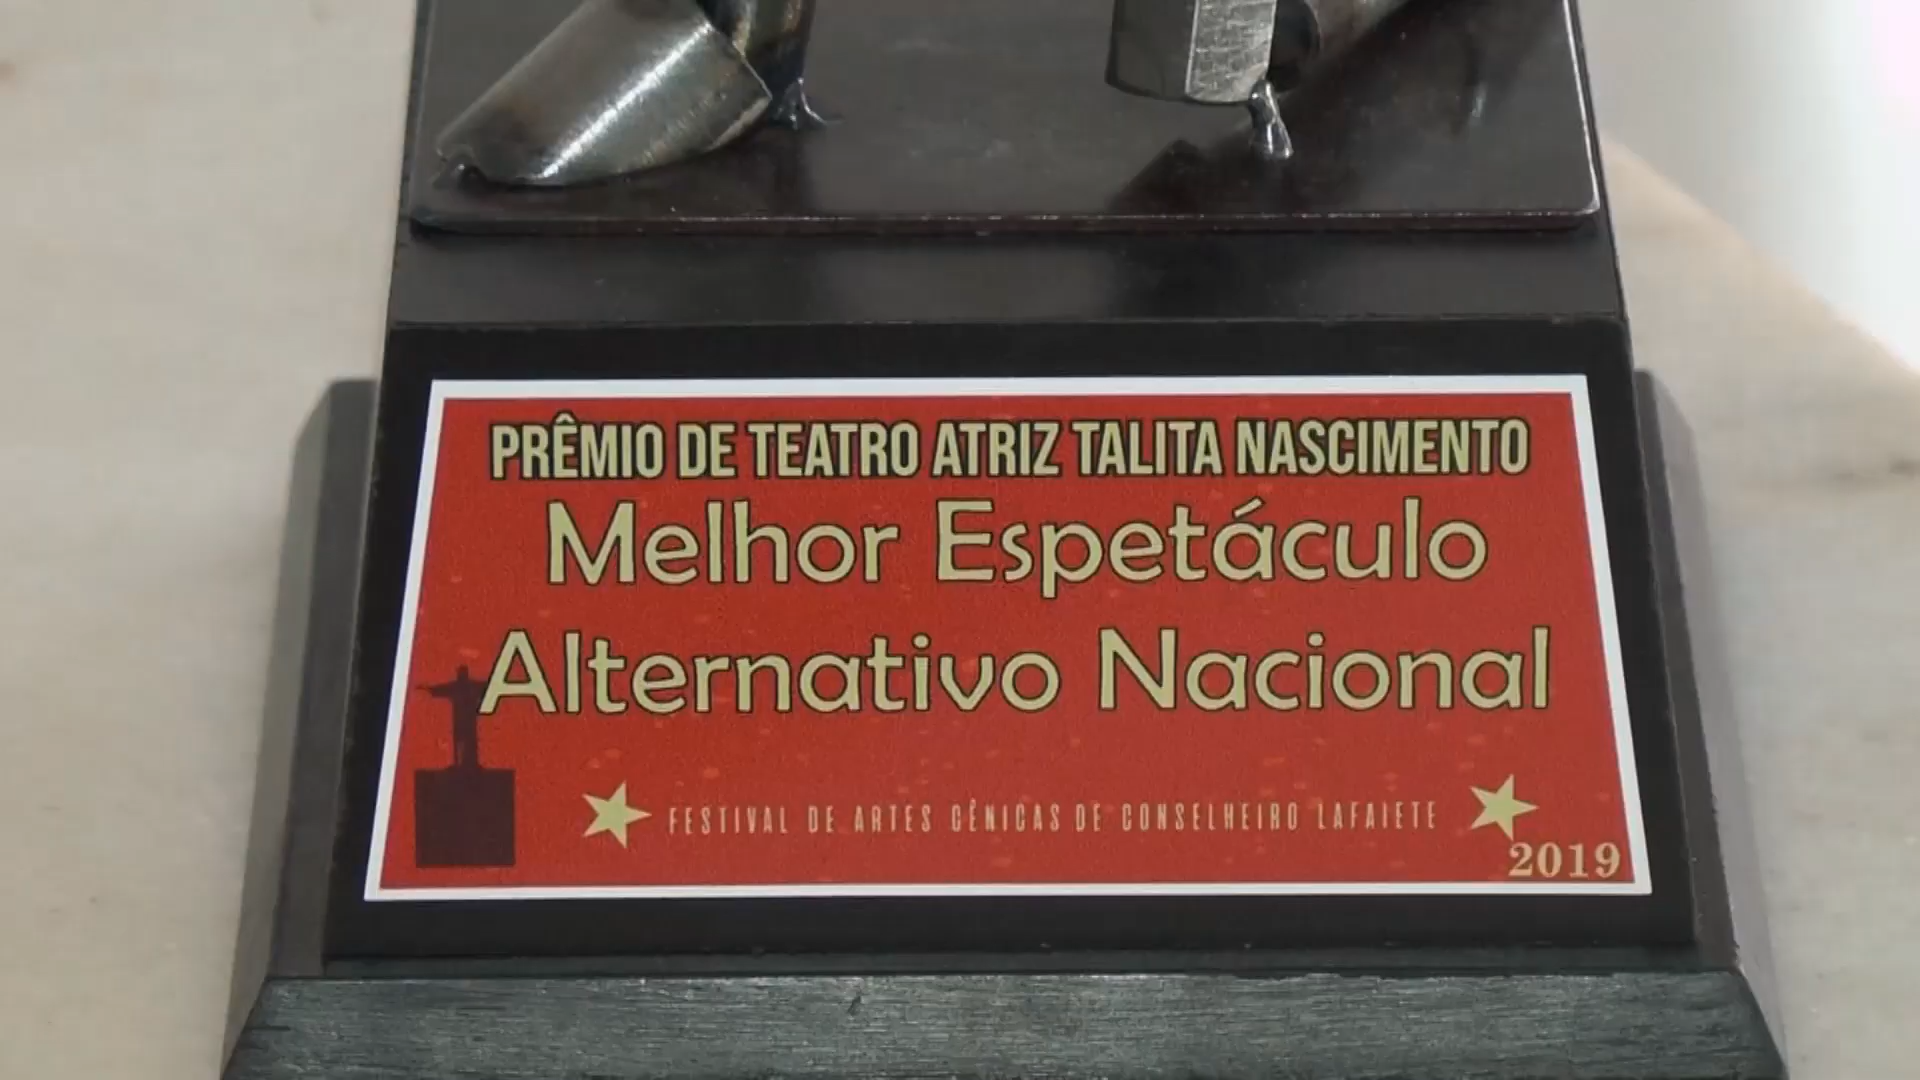 PRÊMIO DE TEATRO ATRIZ TALITA NASCIMENTO
Melhor Espetáculo
Alternativo Nacional
FESTIVAL DE ARTES CÊNICAS DE CONSELHEIRO LAFAIETE
2019